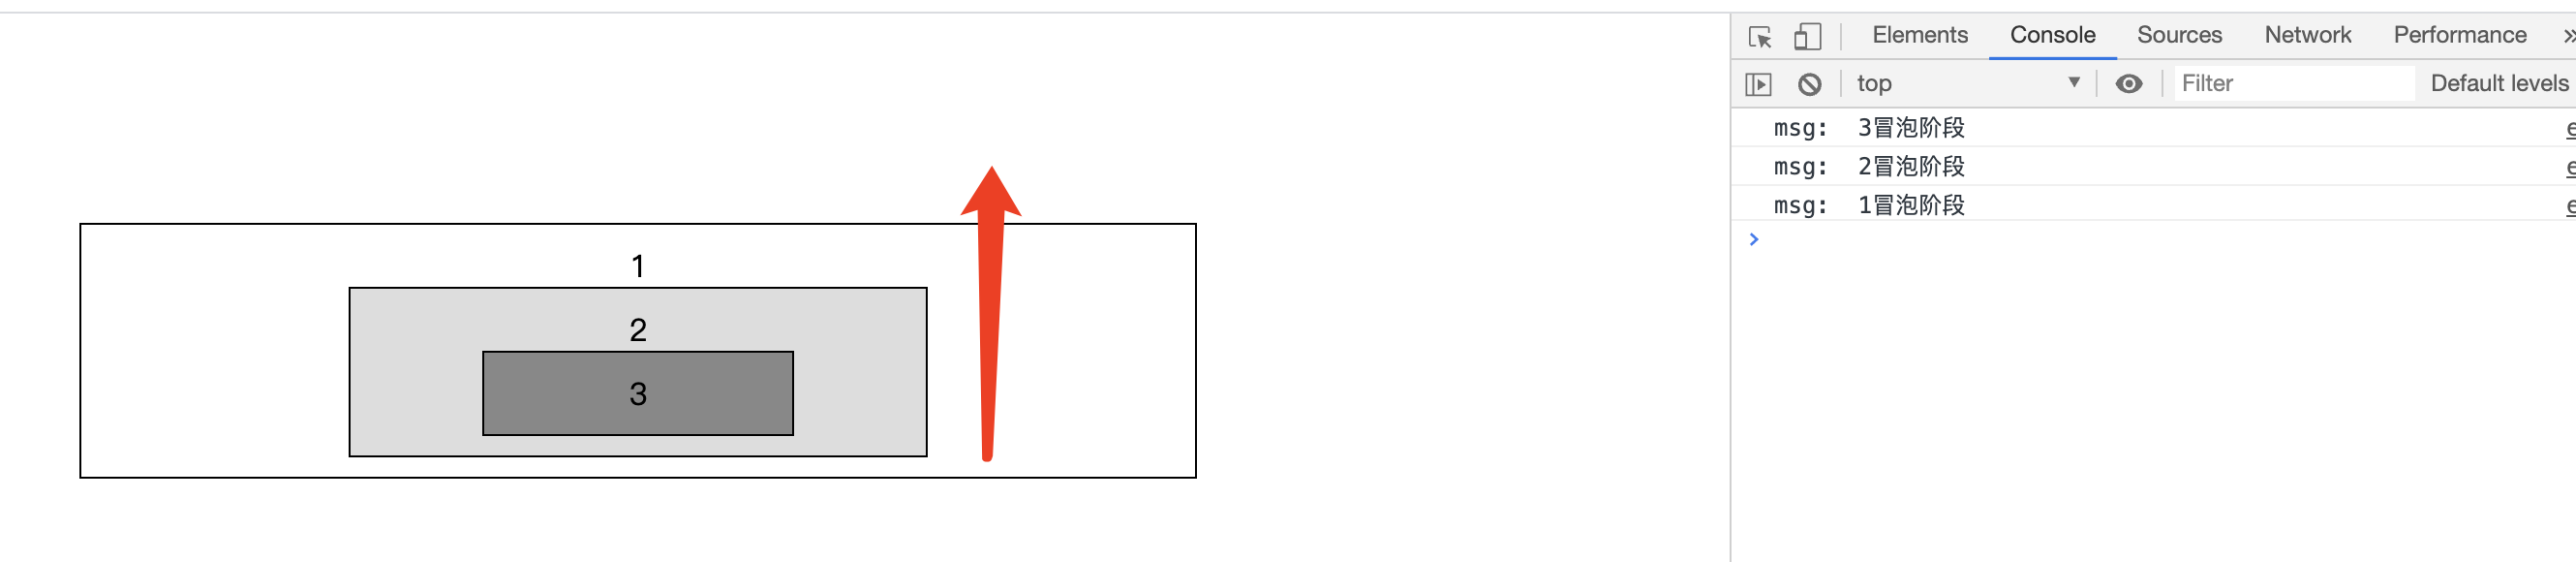 Elements Console Sources Network Performance »
top ▼ Filter Default levels
msg: 3冒泡阶段 e
msg: 2冒泡阶段 e
msg: 1冒泡阶段 e
1
2
3